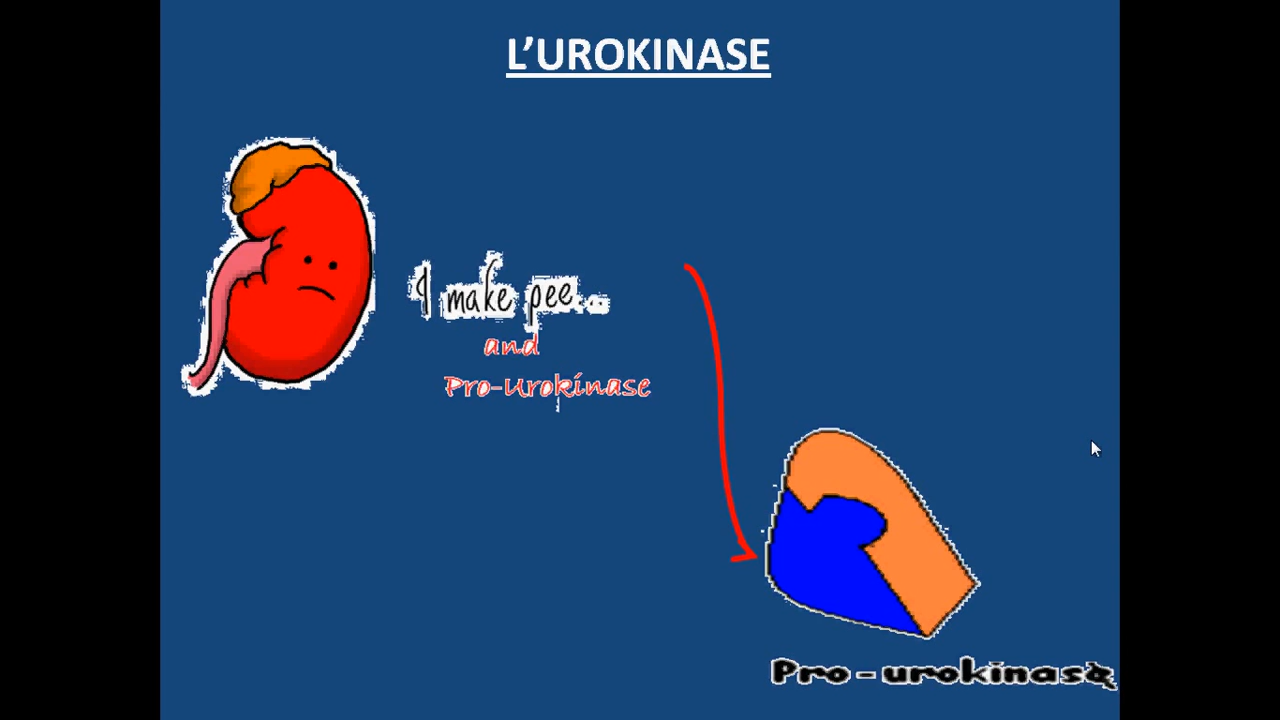 L'UROKINASE
I make pee...
and
Pro-Urokinase
Pro-urokinase